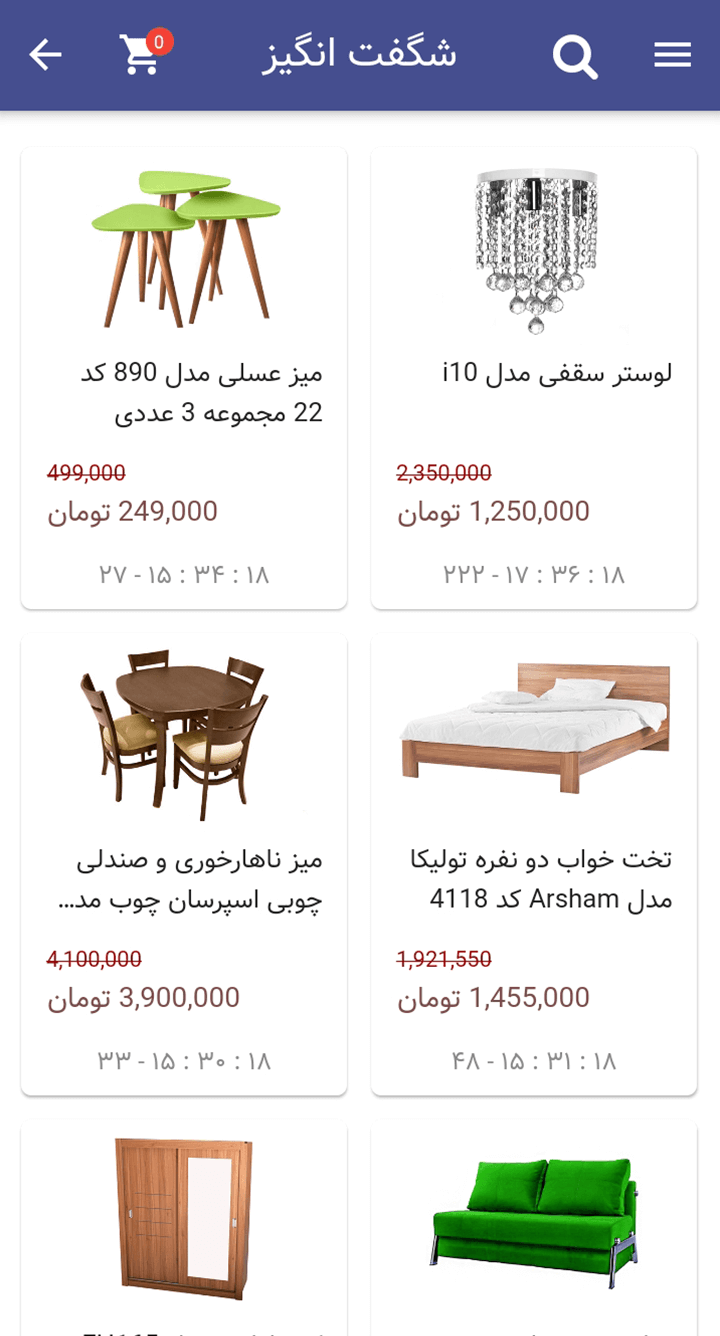 شگفت انگیز
0
لوستر سقفی مدل i10
2,350,000
1,250,000 تومان
۲۲۲ - ۱۷ : ۳۶ : ۱۸
میز عسلی مدل 890 کد
22 مجموعه 3 عددی
499,000
249,000 تومان
۲۷ - ۱۵ : ۳۴ : ۱۸
تخت خواب دو نفره تولیکا
مدل Arsham کد 4118
1,921,550
1,455,000 تومان
۴۸ - ۱۵ : ۳۱ : ۱۸
میز ناهارخوری و صندلی
چوبی اسپرسان چوب مد...
4,100,000
3,900,000 تومان
۳۳ - ۱۵ : ۳۰ : ۱۸